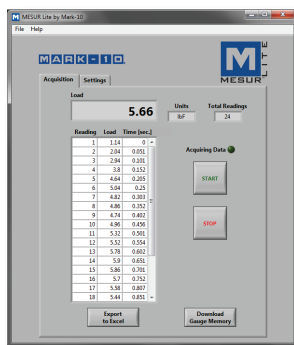 MESUR Lite by Mark-10
File Help
MARK-10
M
MESUR LITE
Acquisition Settings
Load
5.66
Units
lbF
Total Readings
24
Reading Load Time [sec.]
1 1.14 0
2 2.04 0.051
3 2.94 0.101
4 3.8 0.152
5 4.64 0.205
6 5.04 0.25
7 4.82 0.303
8 4.86 0.352
9 4.74 0.402
10 4.96 0.456
11 5.32 0.501
12 5.52 0.554
13 5.78 0.602
14 5.9 0.651
15 5.86 0.701
16 5.7 0.752
17 5.58 0.807
18 5.44 0.851
Acquiring Data
START
STOP
Export
to Excel
Download
Gauge Memory